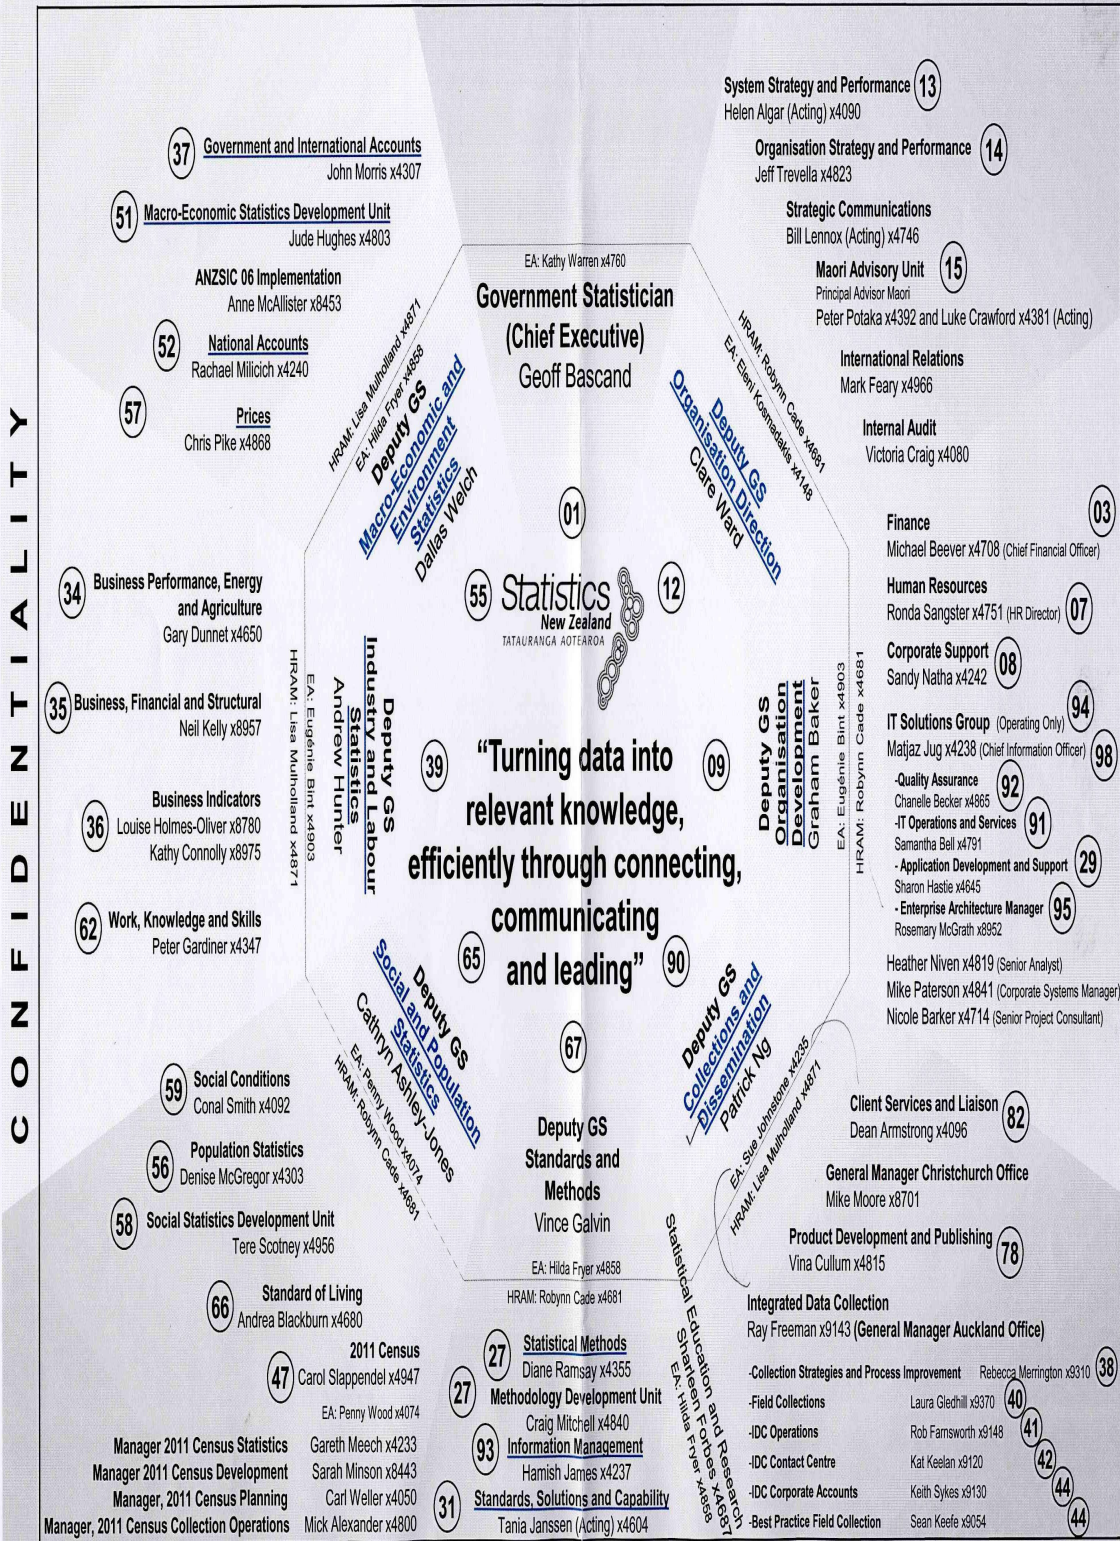 CONFIDENTIALITY
37 Government and International Accounts
John Morris x4307
51 Macro-Economic Statistics Development Unit
Jude Hughes x4803
ANZSIC 06 Implementation
Anne McAllister x8453
52 National Accounts
Rachael Milicich x4240
57 Prices
Chris Pike x4868
HRAM: Lisa Mulholland x4871
EA: Hilda Fryer x4858
Deputy GS
Macro-Economic and
Environment
Statistics
Dallas Welch
EA: Kathy Warren x4760
Government Statistician
(Chief Executive)
Geoff Bascand
01
HRAM: Robynn Cade x4681
EA: Eleni Kosmadakis x4148
Deputy GS
Organisation Direction
Clare Ward
12
System Strategy and Performance 13
Helen Algar (Acting) x4090
Organisation Strategy and Performance 14
Jeff Trevella x4823
Strategic Communications
Bill Lennox (Acting) x4746
Maori Advisory Unit 15
Principal Advisor Maori
Peter Potaka x4392 and Luke Crawford x4381 (Acting)
International Relations
Mark Feary x4966
Internal Audit
Victoria Craig x4080
55
Statistics
New Zealand
TATAURANGA AOTEAROA
34 Business Performance, Energy
and Agriculture
Gary Dunnet x4650
35 Business, Financial and Structural
Neil Kelly x8957
36 Business Indicators
Louise Holmes-Oliver x8780
Kathy Connolly x8975
62 Work, Knowledge and Skills
Peter Gardiner x4347
HRAM: Lisa Mulholland x4871
EA: Eugénie Bint x4903
Deputy GS
Industry and Labour
Statistics
Andrew Hunter
39
“Turning data into
relevant knowledge,
efficiently through connecting,
communicating
and leading”
09
Deputy GS
Organisation
Development
Graham Baker
EA: Eugénie Bint x4903
HRAM: Robynn Cade x4681
Finance 03
Michael Beever x4708 (Chief Financial Officer)
Human Resources
Ronda Sangster x4751 (HR Director) 07
Corporate Support 08
Sandy Natha x4242
IT Solutions Group (Operating Only) 94
Matjaz Jug x4238 (Chief Information Officer) 98
-Quality Assurance 92
Chanelle Becker x4865
-IT Operations and Services 91
Samantha Bell x4791
- Application Development and Support 29
Sharon Hastie x4645
- Enterprise Architecture Manager 95
Rosemary McGrath x8952
Heather Niven x4819 (Senior Analyst)
Mike Paterson x4841 (Corporate Systems Manager)
Nicole Barker x4714 (Senior Project Consultant)
65
Deputy GS
Social and Population
Statistics
Cathryn Ashley-Jones
EA: Penny Wood x4074
HRAM: Robynn Cade x4681
59 Social Conditions
Conal Smith x4092
56 Population Statistics
Denise McGregor x4303
58 Social Statistics Development Unit
Tere Scotney x4956
66 Standard of Living
Andrea Blackburn x4680
2011 Census
47 Carol Slappendel x4947
EA: Penny Wood x4074
Manager 2011 Census Statistics Gareth Meech x4233
Manager 2011 Census Development Sarah Minson x8443
Manager, 2011 Census Planning Carl Weller x4050
Manager, 2011 Census Collection Operations Mick Alexander x4800
67
Deputy GS
Standards and
Methods
Vince Galvin
EA: Hilda Fryer x4858
HRAM: Robynn Cade x4681
27 Statistical Methods
Diane Ramsay x4355
27 Methodology Development Unit
Craig Mitchell x4840
93 Information Management
Hamish James x4237
31 Standards, Solutions and Capability
Tania Janssen (Acting) x4604
Statistical Education and Research
Sharleen Forbes x4687
EA: Hilda Fryer x4858
90
Deputy GS
Collections and
Dissemination
Patrick Ng
EA: Sue Johnstone x4235
HRAM: Lisa Mulholland x4871
Client Services and Liaison 82
Dean Armstrong x4096
General Manager Christchurch Office
Mike Moore x8701
Product Development and Publishing 78
Vina Cullum x4815
Integrated Data Collection
Ray Freeman x9143 (General Manager Auckland Office)
-Collection Strategies and Process Improvement Rebecca Merrington x9310 38
-Field Collections Laura Gledhill x9370 40
-IDC Operations Rob Farnsworth x9148 41
-IDC Contact Centre Kat Keelan x9120 42
-IDC Corporate Accounts Keith Sykes x9130 44
-Best Practice Field Collection Sean Keefe x9054 44